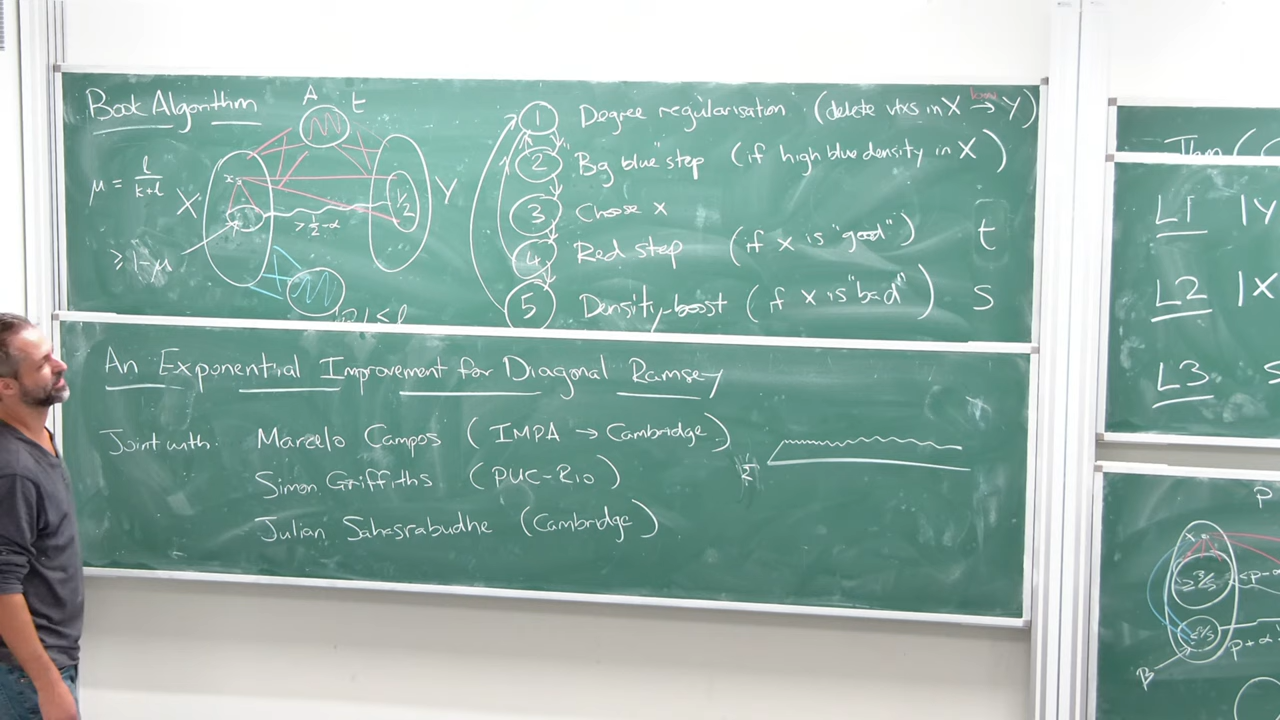 Book Algorithm
A t
μ = l/(k+l)
X
x
Y
1/2
> 1/2 - α
≥ 1-μ
1 Degree regularisation (delete vtxs in X → Y)
2 "Big blue" step (if high blue density in X)
3 Choose x
4 Red step (if x is "good") t
5 Density-boost (if x is "bad") s
An Exponential Improvement for Diagonal Ramsey
Joint with: Marcelo Campos (IMPA → Cambridge)
Simon Griffiths (PUC-Rio)
Julian Sahasrabudhe (Cambridge)
Thm (
L1 |Y
L2 |X
L3 S
P
x
β
p + α